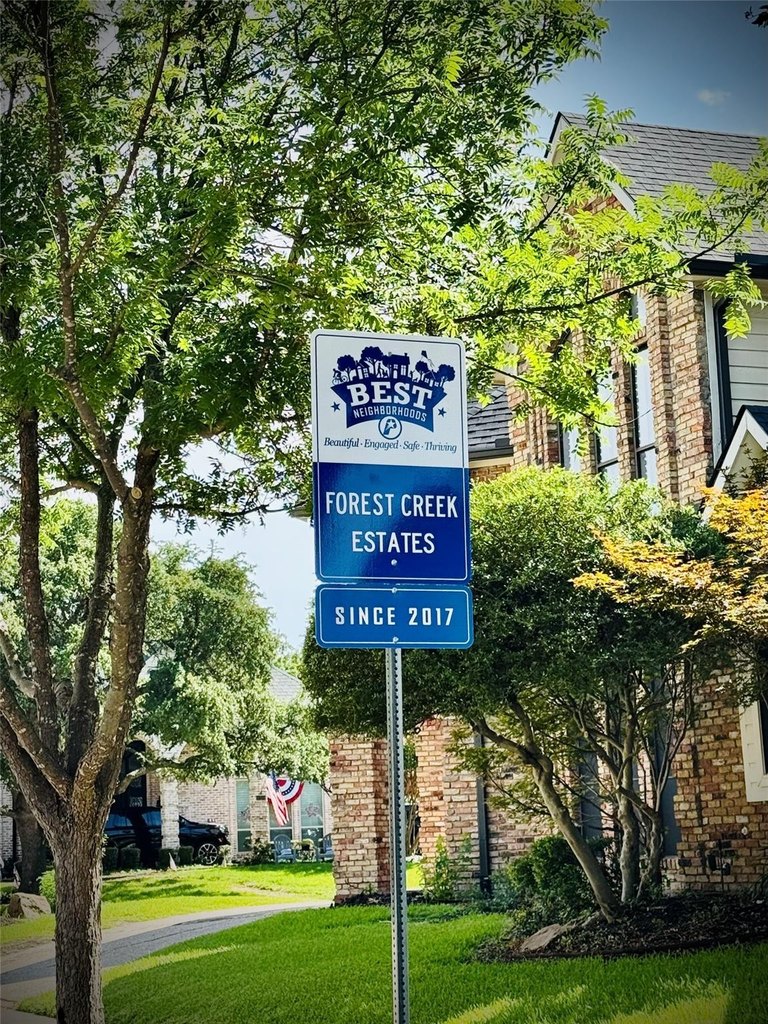 BEST
NEIGHBORHOODS
P
Beautiful · Engaged · Safe · Thriving
FOREST CREEK
ESTATES
SINCE 2017